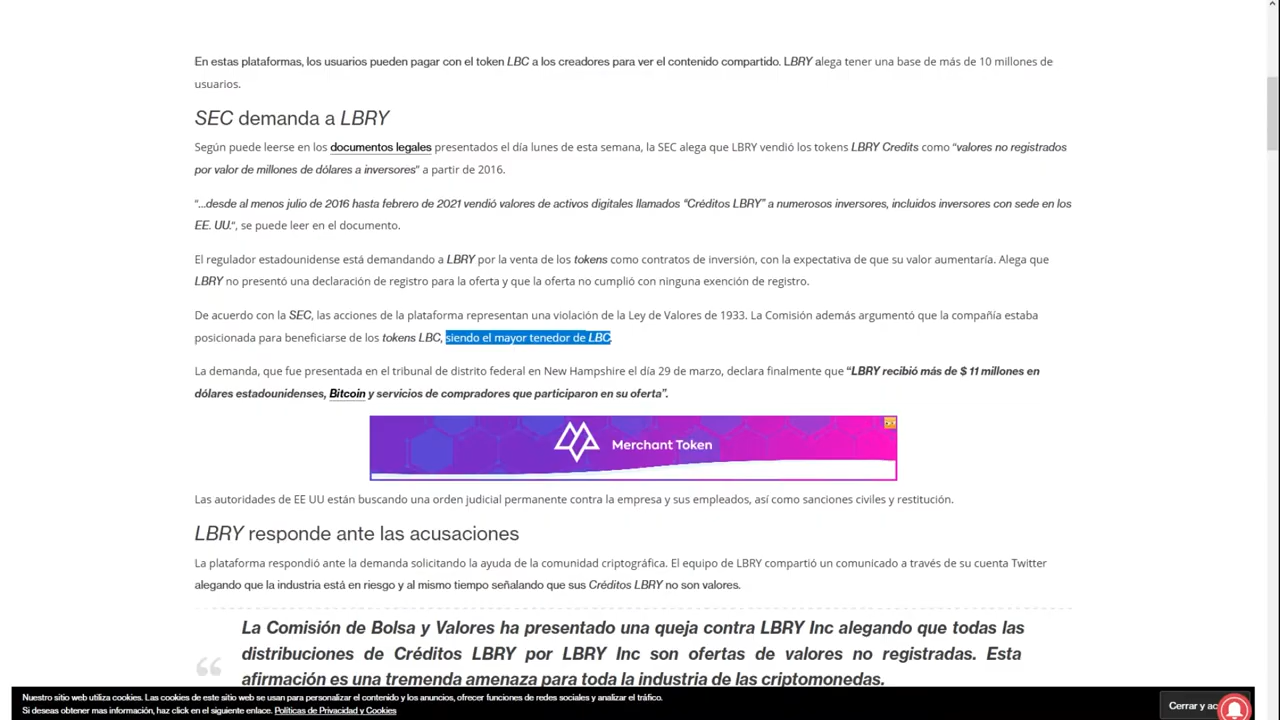 En estas plataformas, los usuarios pueden pagar con el token LBC a los creadores para ver el contenido compartido. LBRY alega tener una base de más de 10 millones de
usuarios.
SEC demanda a LBRY
Según puede leerse en los documentos legales presentados el día lunes de esta semana, la SEC alega que LBRY vendió los tokens LBRY Credits como “valores no registrados
por valor de millones de dólares a inversores“ a partir de 2016.
“…desde al menos julio de 2016 hasta febrero de 2021 vendió valores de activos digitales llamados “Créditos LBRY” a numerosos inversores, incluidos inversores con sede en los
EE. UU.“, se puede leer en el documento.
El regulador estadounidense está demandando a LBRY por la venta de los tokens como contratos de inversión, con la expectativa de que su valor aumentaría. Alega que
LBRY no presentó una declaración de registro para la oferta y que la oferta no cumplió con ninguna exención de registro.
De acuerdo con la SEC, las acciones de la plataforma representan una violación de la Ley de Valores de 1933. La Comisión además argumentó que la compañía estaba
posicionada para beneficiarse de los tokens LBC, siendo el mayor tenedor de LBC.
La demanda, que fue presentada en el tribunal de distrito federal en New Hampshire el día 29 de marzo, declara finalmente que “LBRY recibió más de $ 11 millones en
dólares estadounidenses, Bitcoin y servicios de compradores que participaron en su oferta”.
Merchant Token
Las autoridades de EE UU están buscando una orden judicial permanente contra la empresa y sus empleados, así como sanciones civiles y restitución.
LBRY responde ante las acusaciones
La plataforma respondió ante la demanda solicitando la ayuda de la comunidad criptográfica. El equipo de LBRY compartió un comunicado a través de su cuenta Twitter
alegando que la industria está en riesgo y al mismo tiempo señalando que sus Créditos LBRY no son valores.
La Comisión de Bolsa y Valores ha presentado una queja contra LBRY Inc alegando que todas las
distribuciones de Créditos LBRY por LBRY Inc son ofertas de valores no registradas. Esta
afirmación es una tremenda amenaza para toda la industria de las criptomonedas.
Nuestro sitio web utiliza cookies. Las cookies de este sitio web se usan para personalizar el contenido y los anuncios, ofrecer funciones de redes sociales y analizar el tráfico.
Si deseas obtener mas información, haz click en el siguiente enlace. Políticas de Privacidad y Cookies
Cerrar y ac